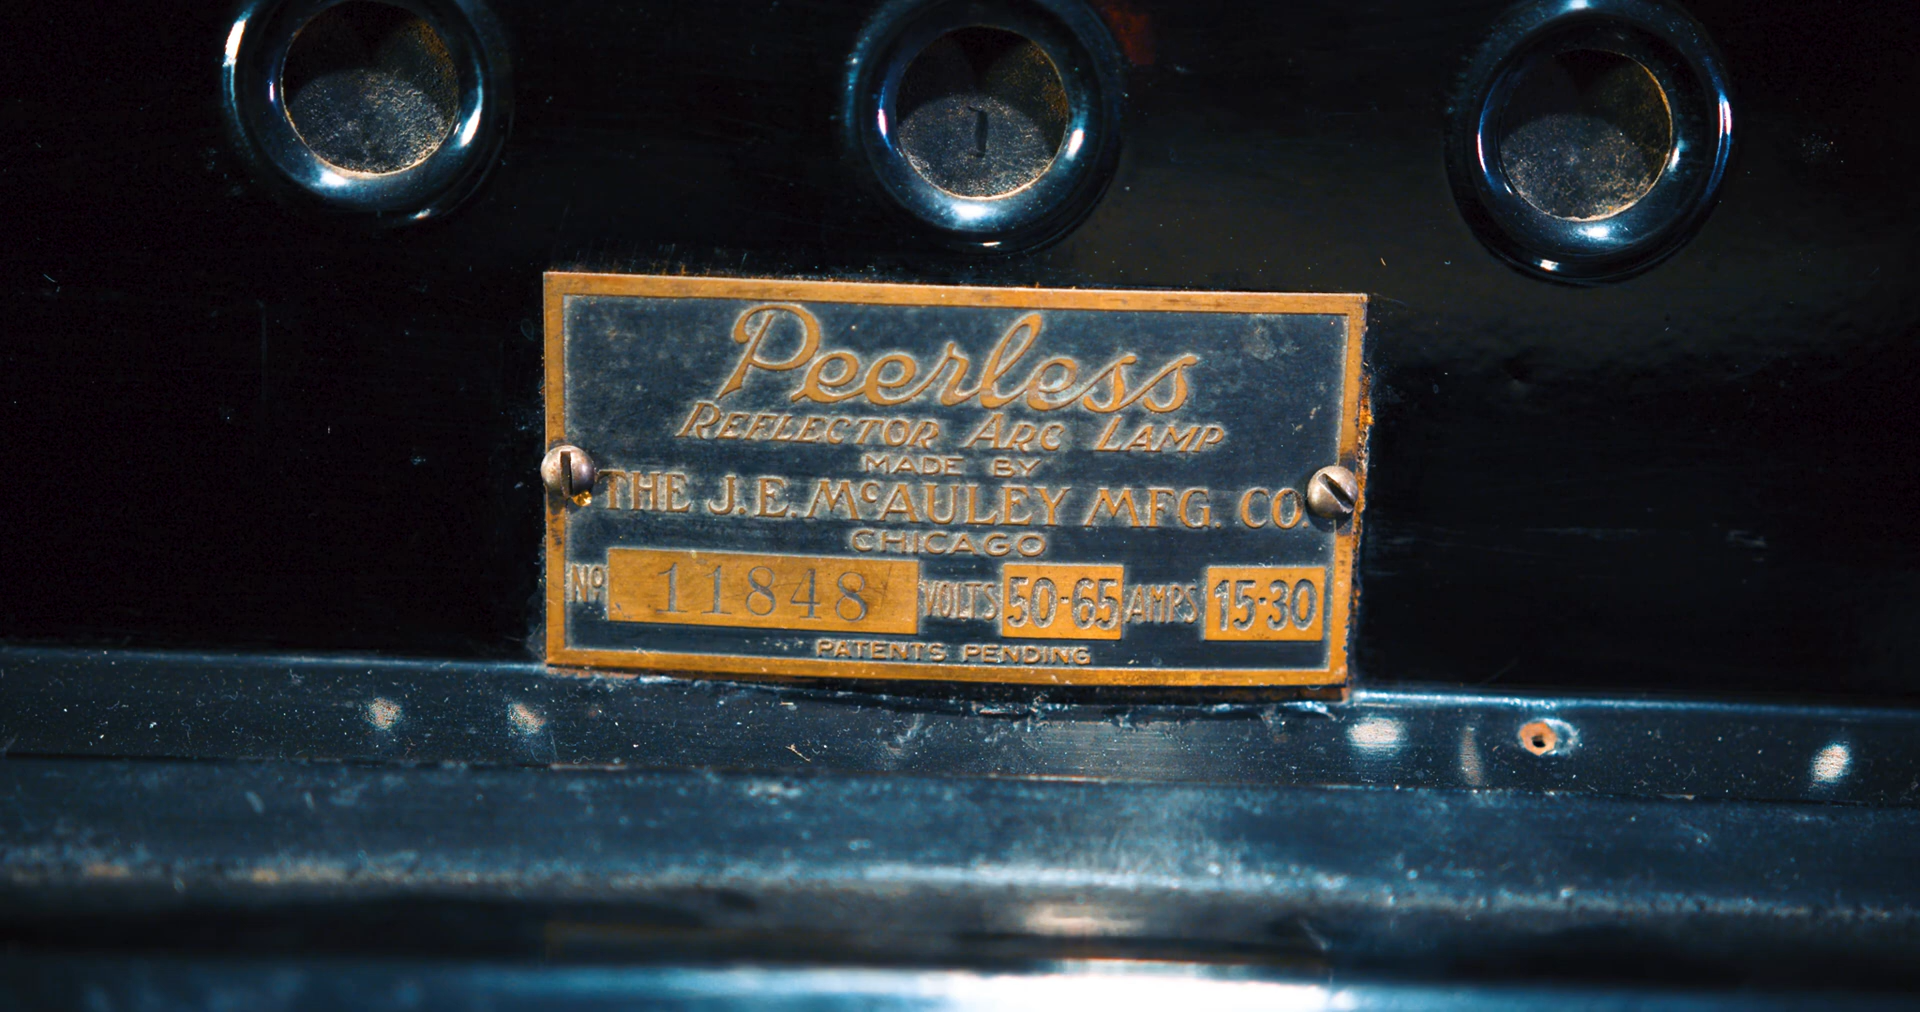 Peerless
REFLECTOR ARC LAMP
MADE BY
THE J.E. McAULEY MFG. CO.
CHICAGO
No 11848 VOLTS 50-65 AMPS 15-30
PATENTS PENDING